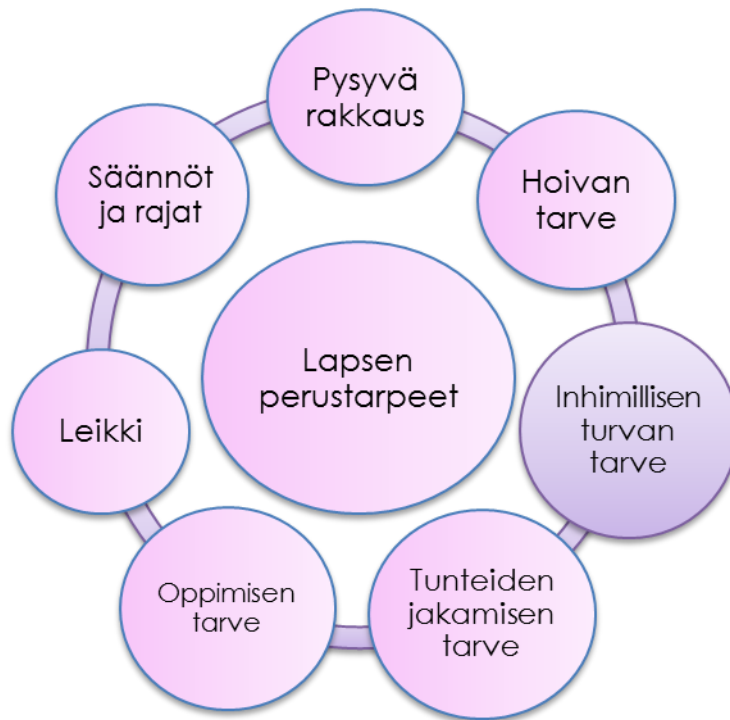 Pysyvä
rakkaus
Hoivan
tarve
Inhimillisen
turvan
tarve
Tunteiden
jakamisen
tarve
Oppimisen
tarve
Leikki
Säännöt
ja rajat
Lapsen
perustarpeet